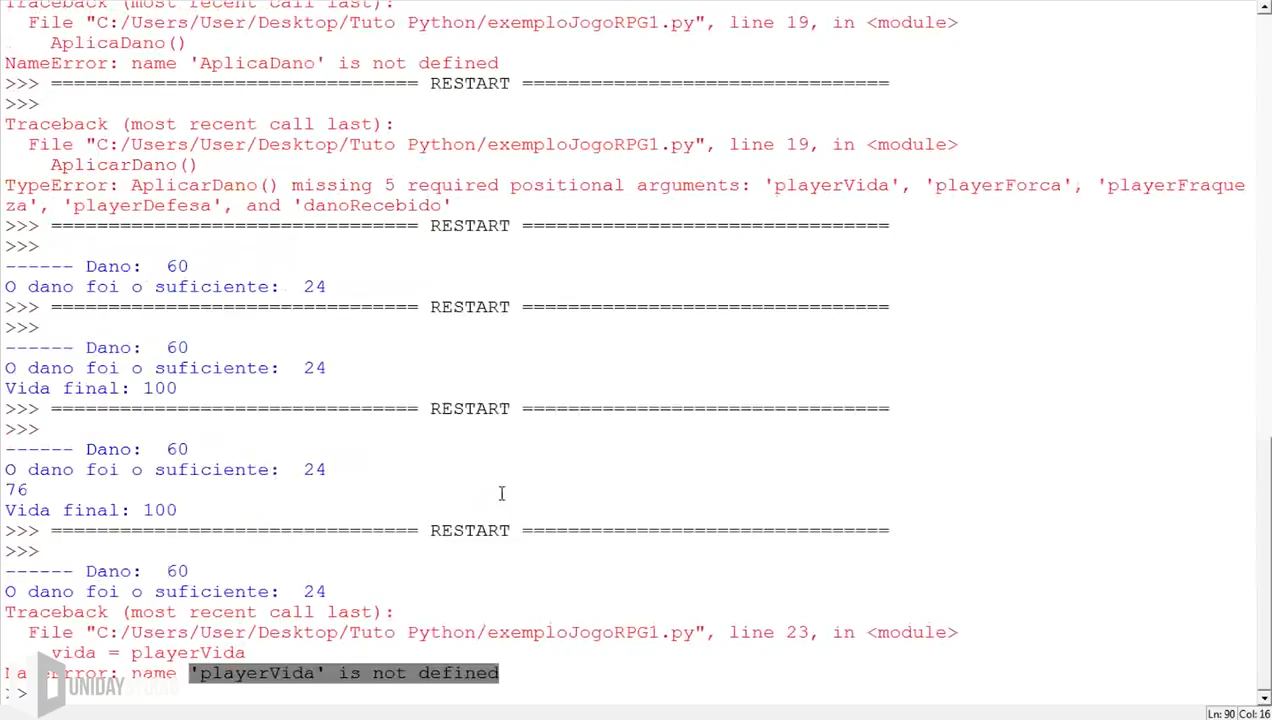 Traceback (most recent call last):
  File "C:/Users/User/Desktop/Tuto Python/exemploJogoRPG1.py", line 19, in <module>
    AplicaDano()
NameError: name 'AplicaDano' is not defined
>>> ================================ RESTART ================================
>>>
Traceback (most recent call last):
  File "C:/Users/User/Desktop/Tuto Python/exemploJogoRPG1.py", line 19, in <module>
    AplicarDano()
TypeError: AplicarDano() missing 5 required positional arguments: 'playerVida', 'playerForca', 'playerFraque
za', 'playerDefesa', and 'danoRecebido'
>>> ================================ RESTART ================================
>>>
------ Dano:  60
O dano foi o suficiente:  24
>>> ================================ RESTART ================================
>>>
------ Dano:  60
O dano foi o suficiente:  24
Vida final: 100
>>> ================================ RESTART ================================
>>>
------ Dano:  60
O dano foi o suficiente:  24
76
Vida final: 100
>>> ================================ RESTART ================================
>>>
------ Dano:  60
O dano foi o suficiente:  24
Traceback (most recent call last):
  File "C:/Users/User/Desktop/Tuto Python/exemploJogoRPG1.py", line 23, in <module>
    vida = playerVida
name 'playerVida' is not defined
UNIDAY
Ln: 90 Col: 16